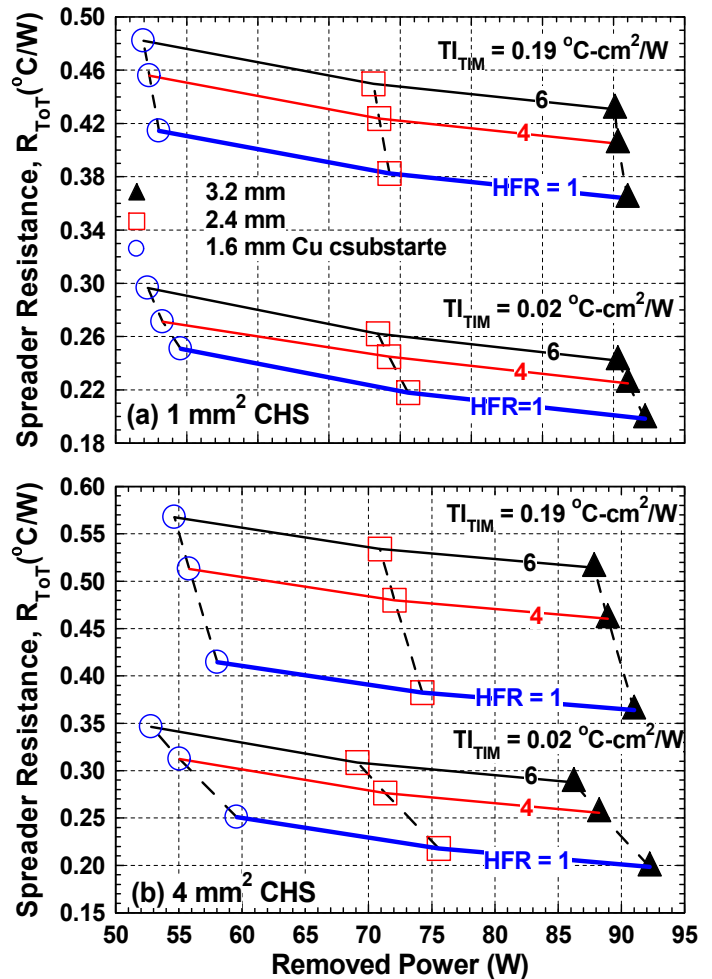 (a)
0.50
0.46
0.42
0.38
0.34
0.30
0.26
0.22
0.18
Spreader Resistance, R_ToT(°C/W)
TI_TIM = 0.19 °C-cm²/W
6
4
HFR = 1
3.2 mm
2.4 mm
1.6 mm Cu csubstarte
TI_TIM = 0.02 °C-cm²/W
6
4
HFR=1
(a) 1 mm² CHS
0.60
0.55
0.50
0.45
0.40
0.35
0.30
0.25
0.20
0.15
Spreader Resistance, R_ToT(°C/W)
TI_TIM = 0.19 °C-cm²/W
6
4
HFR = 1
TI_TIM = 0.02 °C-cm²/W
6
4
HFR = 1
(b) 4 mm² CHS
50 55 60 65 70 75 80 85 90 95
Removed Power (W)